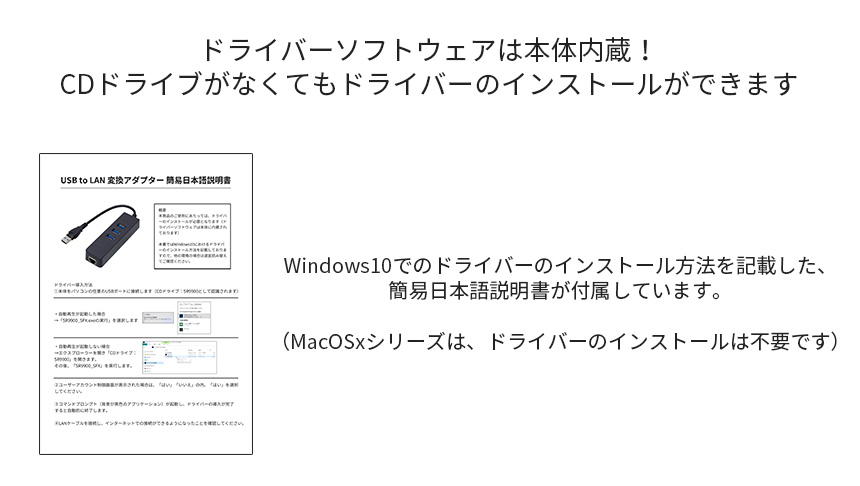 ドライバーソフトウェアは本体内蔵！
CDドライブがなくてもドライバーのインストールができます
USB to LAN 変換アダプター 簡易日本語説明書
概要
本商品のご使用にあたっては、ドライバ
ーのインストールが必要となります（ド
ライバーソフトウェアは本体に内蔵され
ております）
本書ではWindows10におけるドライバ
ーのインストール方法を記載しておりま
すので、他の環境の場合は適宜読み替え
てご確認ください。
ドライバー導入方法
①本体をパソコンの任意のUSBポートに接続します（CDドライブ：SR9900として認識されます）
・自動再生が起動した場合
→「SR9900_SFX.exeの実行」を選択します
・自動再生が起動しない場合
→エクスプローラーを開き「CDドライブ：
SR9900」を開きます。
その後、「SR9900_SFX」を実行します。
②ユーザーアカウント制御画面が表示された場合は、「はい」「いいえ」の内、「はい」を選択
してください。
③コマンドプロンプト（背景が黒色のアプリケーション）が起動し、ドライバーの導入が完了
すると自動的に終了します。
④LANケーブルを接続し、インターネットでの接続ができるようになったことを確認してください。
Windows10でのドライバーのインストール方法を記載した、
簡易日本語説明書が付属しています。
（MacOSxシリーズは、ドライバーのインストールは不要です）